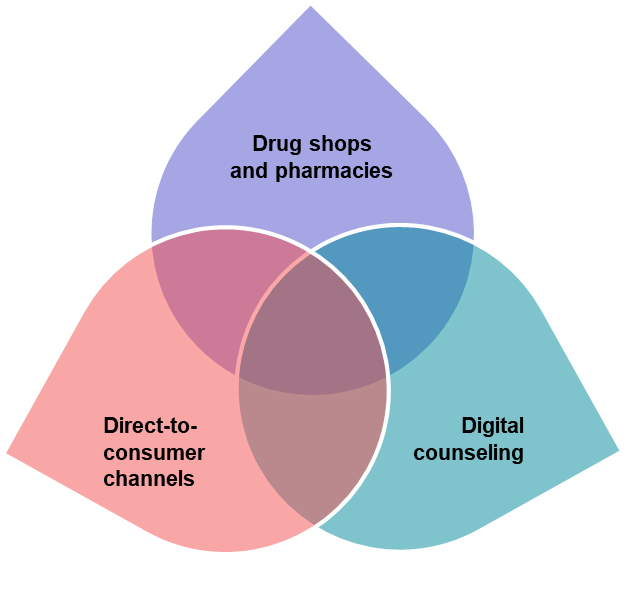 Drug shops
and pharmacies
Direct-to-
consumer
channels
Digital
counseling